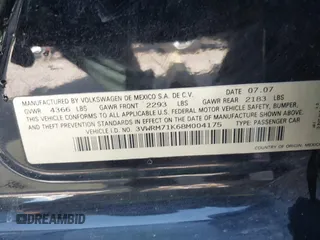 MANUFACTURED BY VOLKSWAGEN DE MEXICO S.A. DE C.V. DATE 07.07
GVWR 4366 LBS GAWR FRONT 2293 LBS GAWR REAR 2183 LBS
THIS VEHICLE CONFORMS TO ALL APPLICABLE U.S. FEDERAL MOTOR VEHICLE SAFETY, BUMPER,
AND THEFT PREVENTION STANDARDS IN EFFECT ON THE DATE OF MANUFACTURE SHOWN ABOVE.
VEHICLE I.D. NO.: 3VWRM71K68M004175 TYPE: PASSENGER CAR
COUNTRY OF ORIGIN: MEXICO
DREAMBID